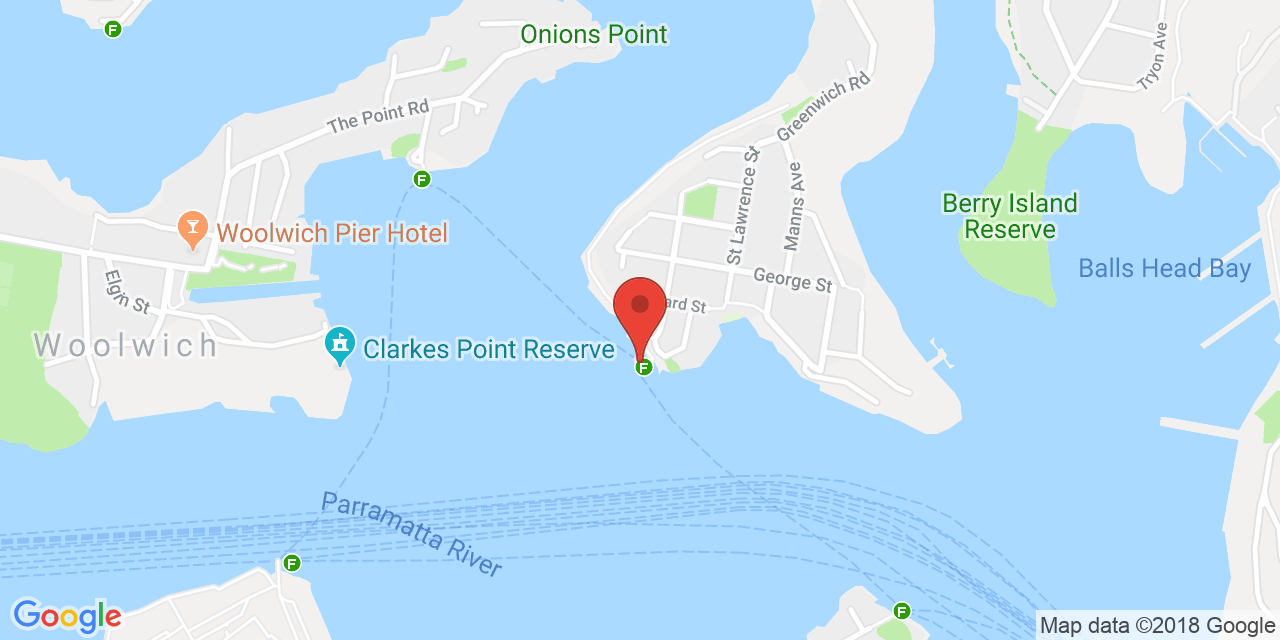 Onions Point
The Point Rd
Greenwich Rd
Tryon Ave
St Lawrence St
Manns Ave
Berry Island
Reserve
Woolwich Pier Hotel
Elgin St
George St
Balls Head Bay
ard St
Woolwich
Clarkes Point Reserve
F
F
F
F
F
Parramatta River
Google
Map data ©2018 Google